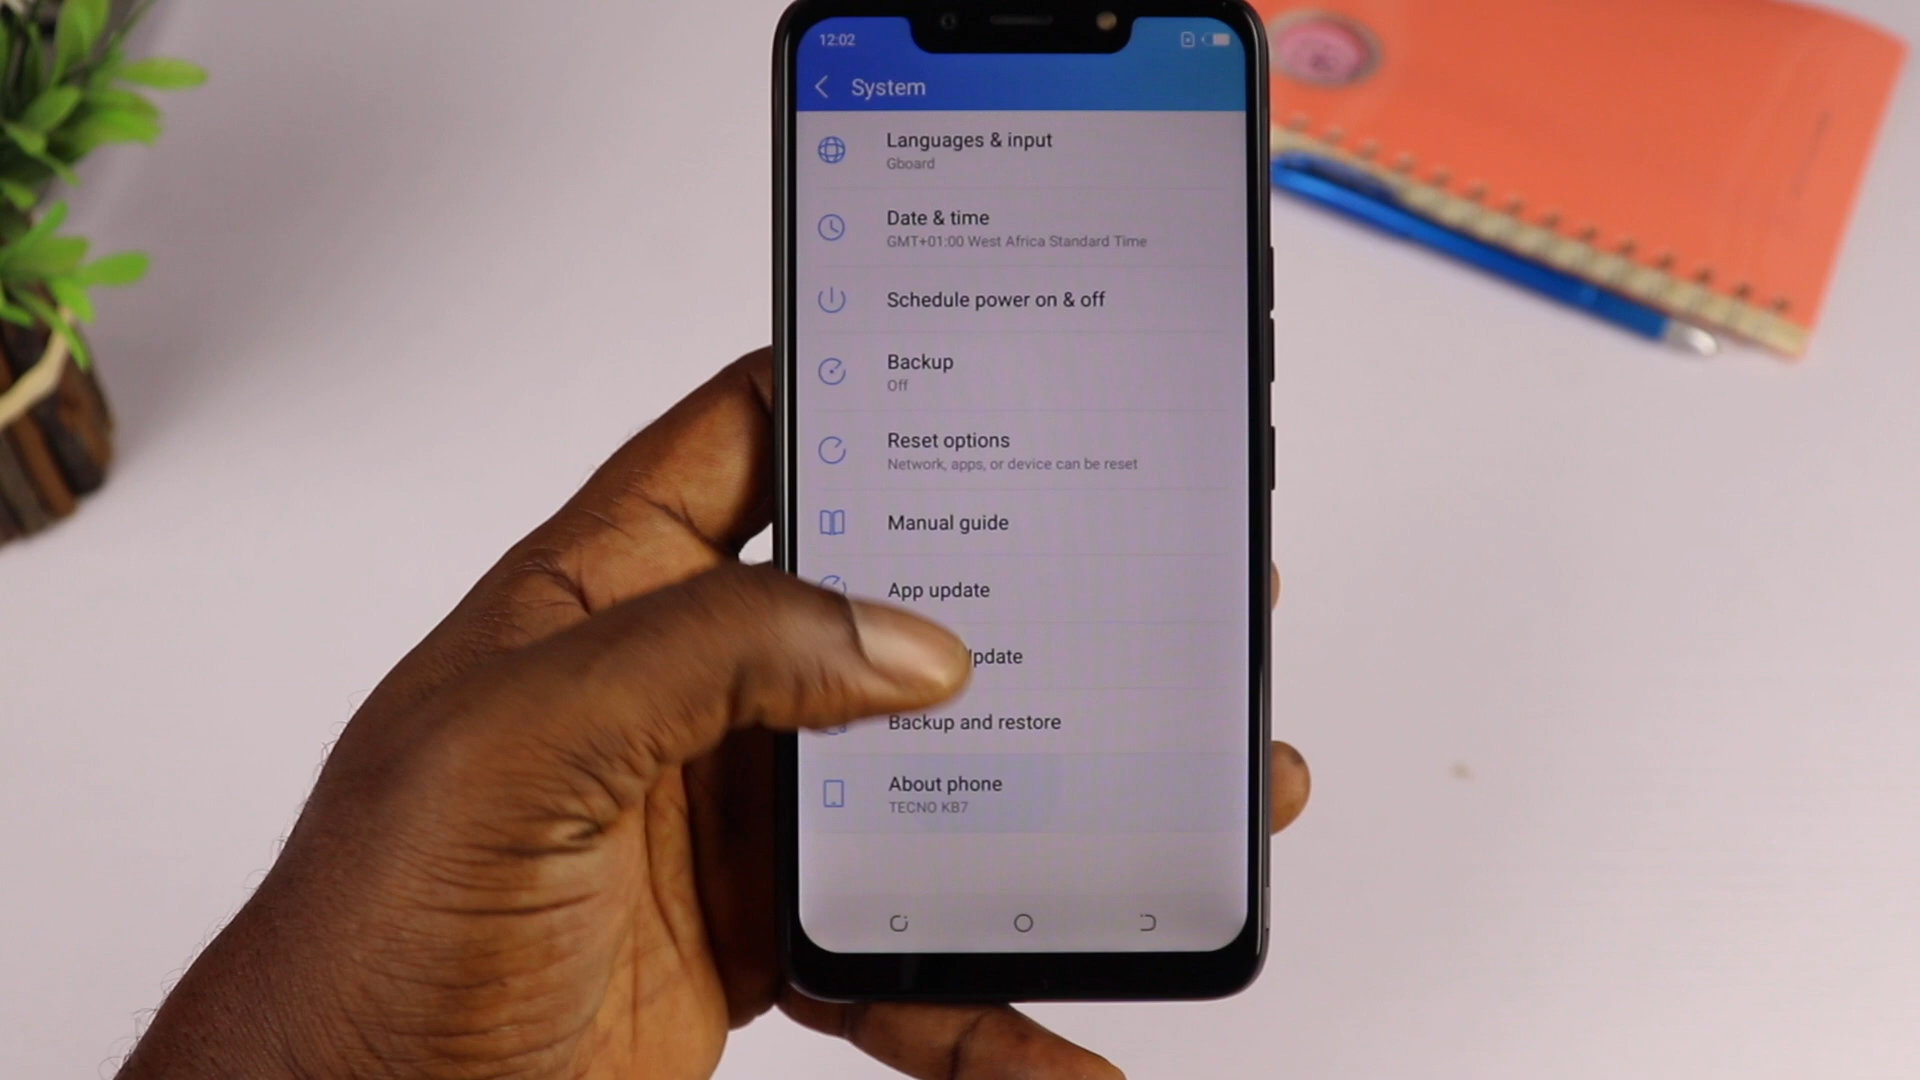 12:02
System
Languages & input
Gboard
Date & time
GMT+01:00 West Africa Standard Time
Schedule power on & off
Backup
Off
Reset options
Network, apps, or device can be reset
Manual guide
App update
Backup and restore
About phone
TECNO KB7